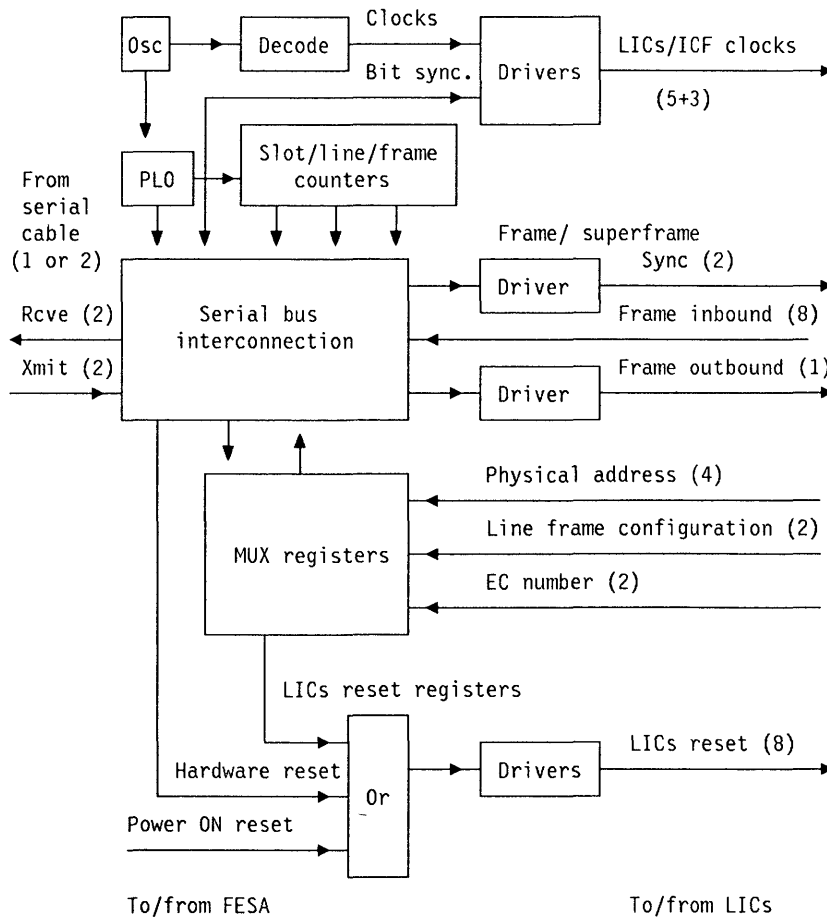 Clocks
Osc
Decode
LICs/ICF clocks
Bit sync.
Drivers
(5+3)
Slot/line/frame
counters
PLO
From
serial
cable
(1 or 2)
Frame/ superframe
Sync (2)
Driver
Serial bus
interconnection
Rcve (2)
Frame inbound (8)
Xmit (2)
Frame outbound (1)
Driver
Physical address (4)
Line frame configuration (2)
MUX registers
EC number (2)
LICs reset registers
LICs reset (8)
Hardware reset
Drivers
Or
Power ON reset
To/from FESA
To/from LICs